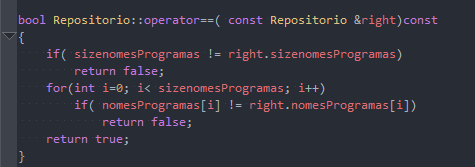 bool Repositorio::operator==( const Repositorio &right)const
{
if( sizenomesProgramas != right.sizenomesProgramas)
return false;
for(int i=0; i< sizenomesProgramas; i++)
if( nomesProgramas[i] != right.nomesProgramas[i])
return false;
return true;
}